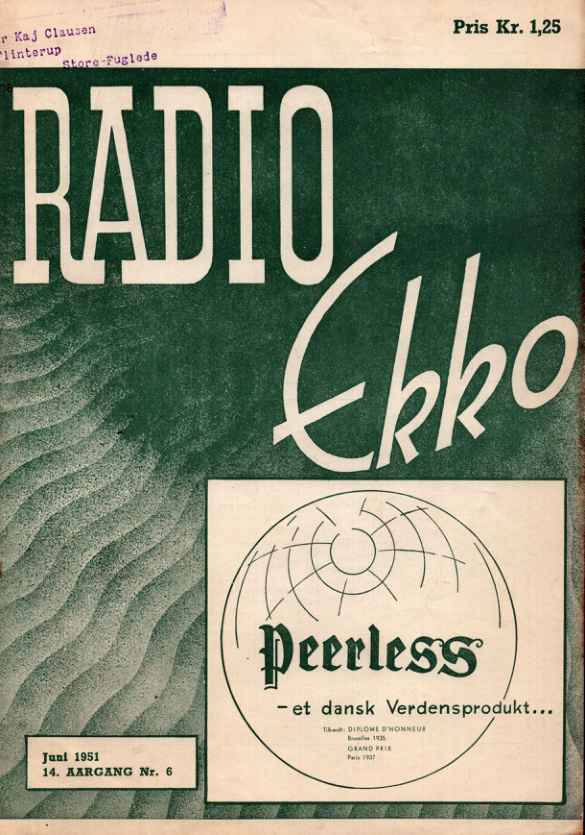 r Kaj Clausen
Flinterup
Store-Fuglede
Pris Kr. 1,25
RADIO
Ekko
Peerless
- et dansk Verdensprodukt...
Tilkendt: DIPLOME D'HONNEUR
Bruxelles 1935
GRAND PRIX
Paris 1937
Juni 1951
14. AARGANG Nr. 6